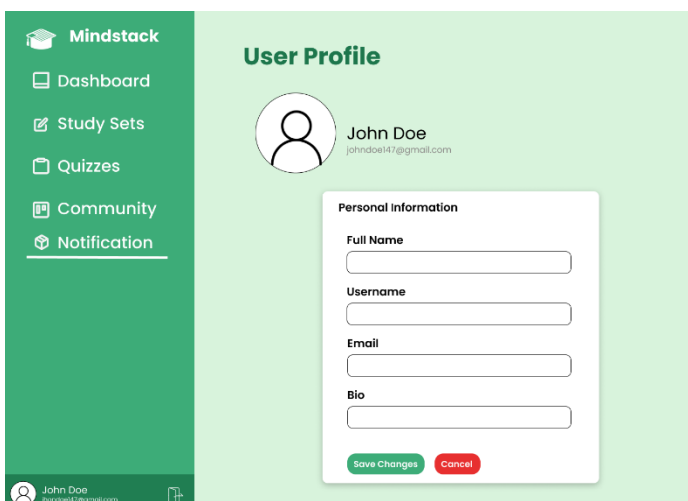 Mindstack
Dashboard
Study Sets
Quizzes
Community
Notification
John Doe
User Profile
John Doe
johndoe147@gmail.com
Personal Information
Full Name
Username
Email
Bio
Save Changes
Cancel